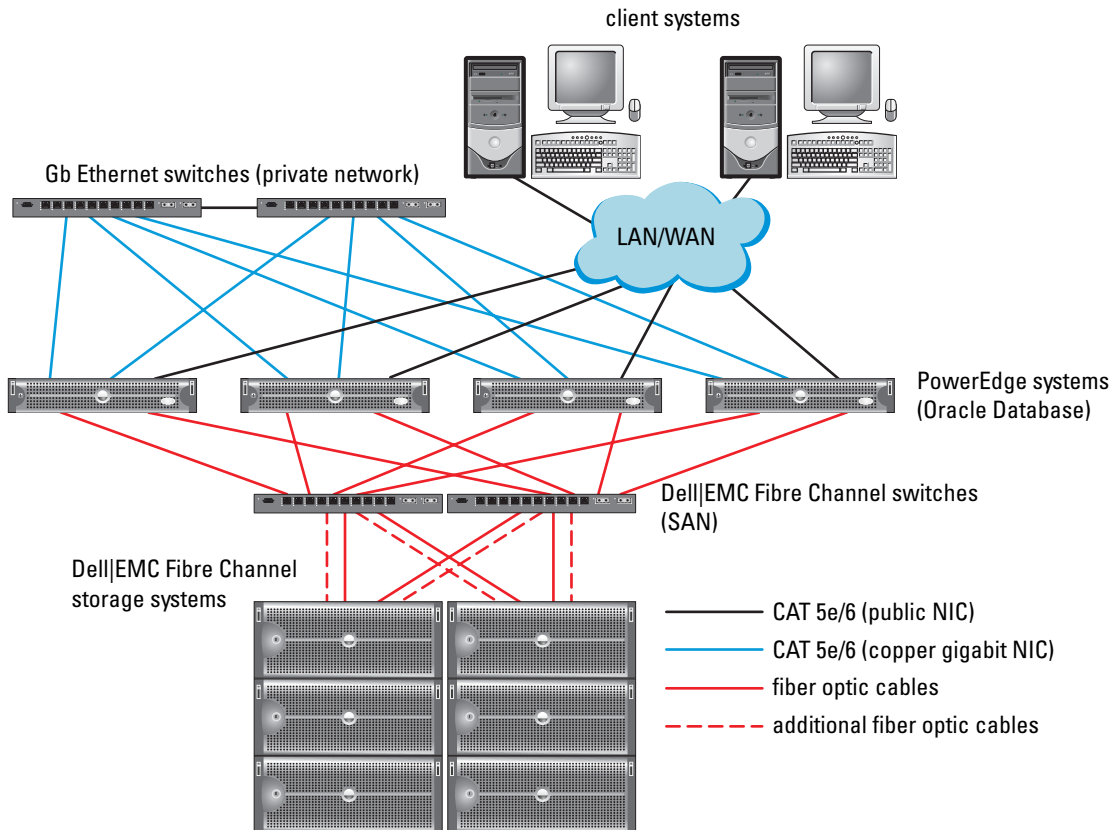 client systems
Gb Ethernet switches (private network)
LAN/WAN
PowerEdge systems
(Oracle Database)
Dell|EMC Fibre Channel switches
(SAN)
Dell|EMC Fibre Channel
storage systems
CAT 5e/6 (public NIC)
CAT 5e/6 (copper gigabit NIC)
fiber optic cables
additional fiber optic cables